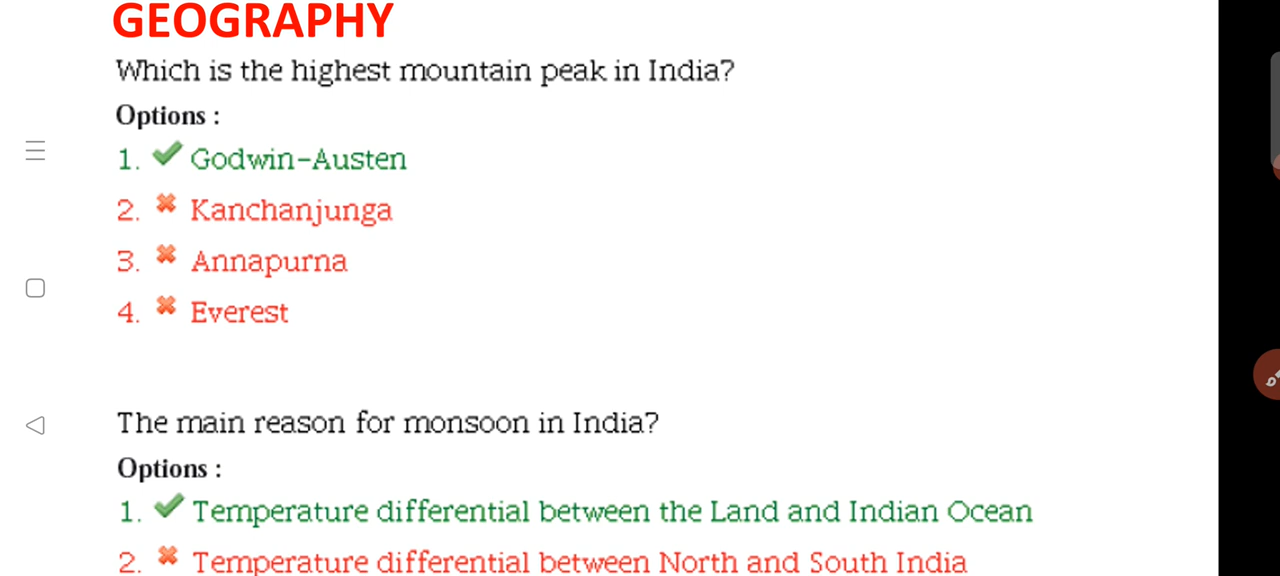 GEOGRAPHY
Which is the highest mountain peak in India?
Options :
1. Godwin-Austen
2. Kanchanjunga
3. Annapurna
4. Everest
The main reason for monsoon in India?
Options :
1. Temperature differential between the Land and Indian Ocean
2. Temperature differential between North and South India